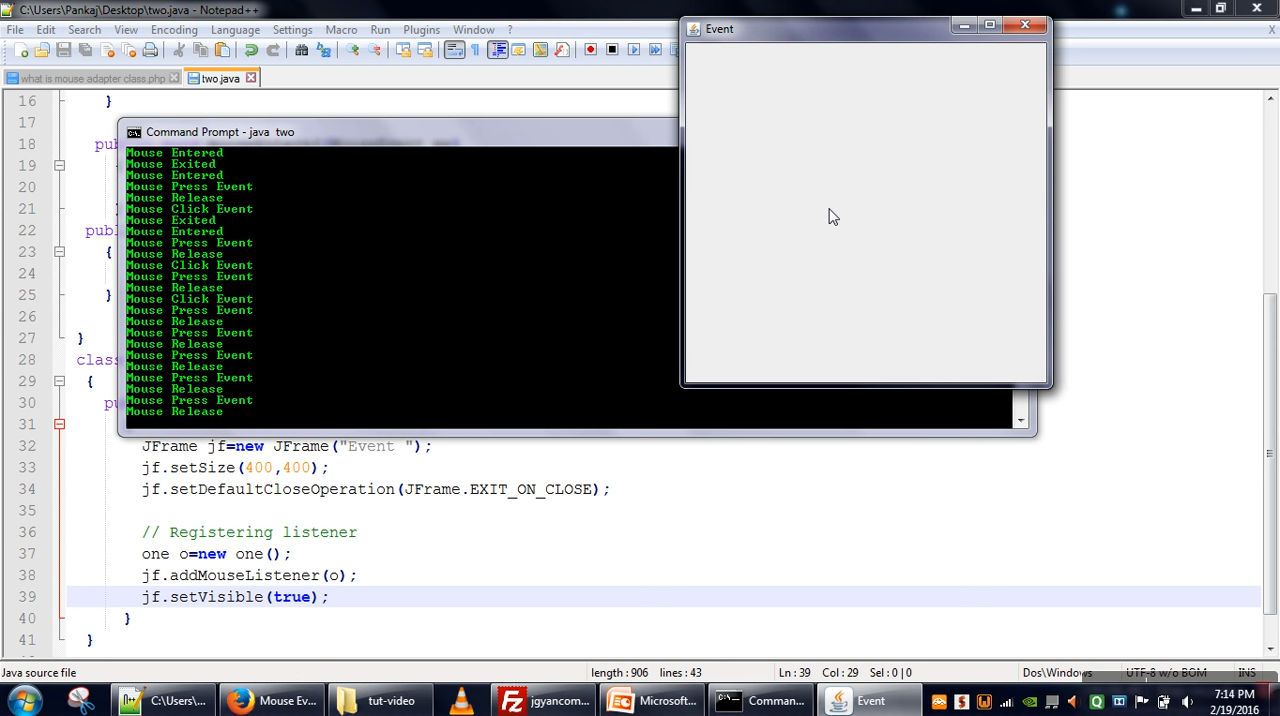 C:\Users\Pankaj\Desktop\two.java - Notepad++
File Edit Search View Encoding Language Settings Macro Run Plugins Window ?
X
what is mouse adapter class.php two.java
Event
16 }
17
18 pub
19
20
21
22 publ
23 {
24
25 }
26
27 }
28 class
29 {
30 pu
31
Command Prompt - java two
Mouse Entered
Mouse Exited
Mouse Entered
Mouse Press Event
Mouse Release
Mouse Click Event
Mouse Exited
Mouse Entered
Mouse Press Event
Mouse Release
Mouse Click Event
Mouse Press Event
Mouse Release
Mouse Click Event
Mouse Press Event
Mouse Release
Mouse Press Event
Mouse Release
Mouse Press Event
Mouse Release
Mouse Press Event
Mouse Release
Mouse Press Event
Mouse Release
32 JFrame jf=new JFrame("Event ");
33 jf.setSize(400,400);
34 jf.setDefaultCloseOperation(JFrame.EXIT_ON_CLOSE);
35
36 // Registering listener
37 one o=new one();
38 jf.addMouseListener(o);
39 jf.setVisible(true);
40 }
41 }
Java source file length : 906 lines : 43 Ln : 39 Col : 29 Sel : 0 | 0 Dos\Windows UTF-8 w/o BOM INS
C:\Users\... Mouse Eve... tut-video jgyancom... Microsoft... Comman... Event
7:14 PM
2/19/2016